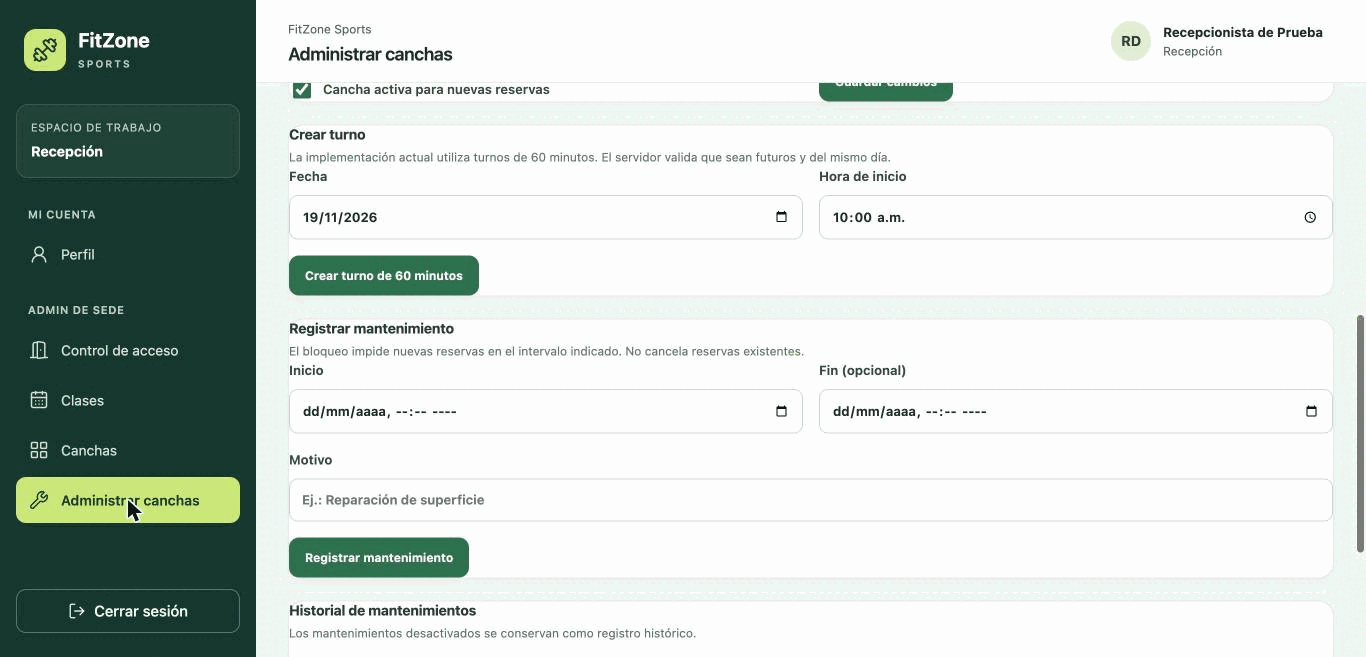 FitZone
SPORTS
ESPACIO DE TRABAJO
Recepción
MI CUENTA
Perfil
ADMIN DE SEDE
Control de acceso
Clases
Canchas
Administrar canchas
Cerrar sesión
FitZone Sports
Administrar canchas
RD
Recepcionista de Prueba
Recepción
Cancha activa para nuevas reservas
Guardar cambios
Crear turno
La implementación actual utiliza turnos de 60 minutos. El servidor valida que sean futuros y del mismo día.
Fecha
Hora de inicio
19/11/2026
10:00 a.m.
Crear turno de 60 minutos
Registrar mantenimiento
El bloqueo impide nuevas reservas en el intervalo indicado. No cancela reservas existentes.
Inicio
Fin (opcional)
dd/mm/aaaa, --:-- ----
dd/mm/aaaa, --:-- ----
Motivo
Ej.: Reparación de superficie
Registrar mantenimiento
Historial de mantenimientos
Los mantenimientos desactivados se conservan como registro histórico.